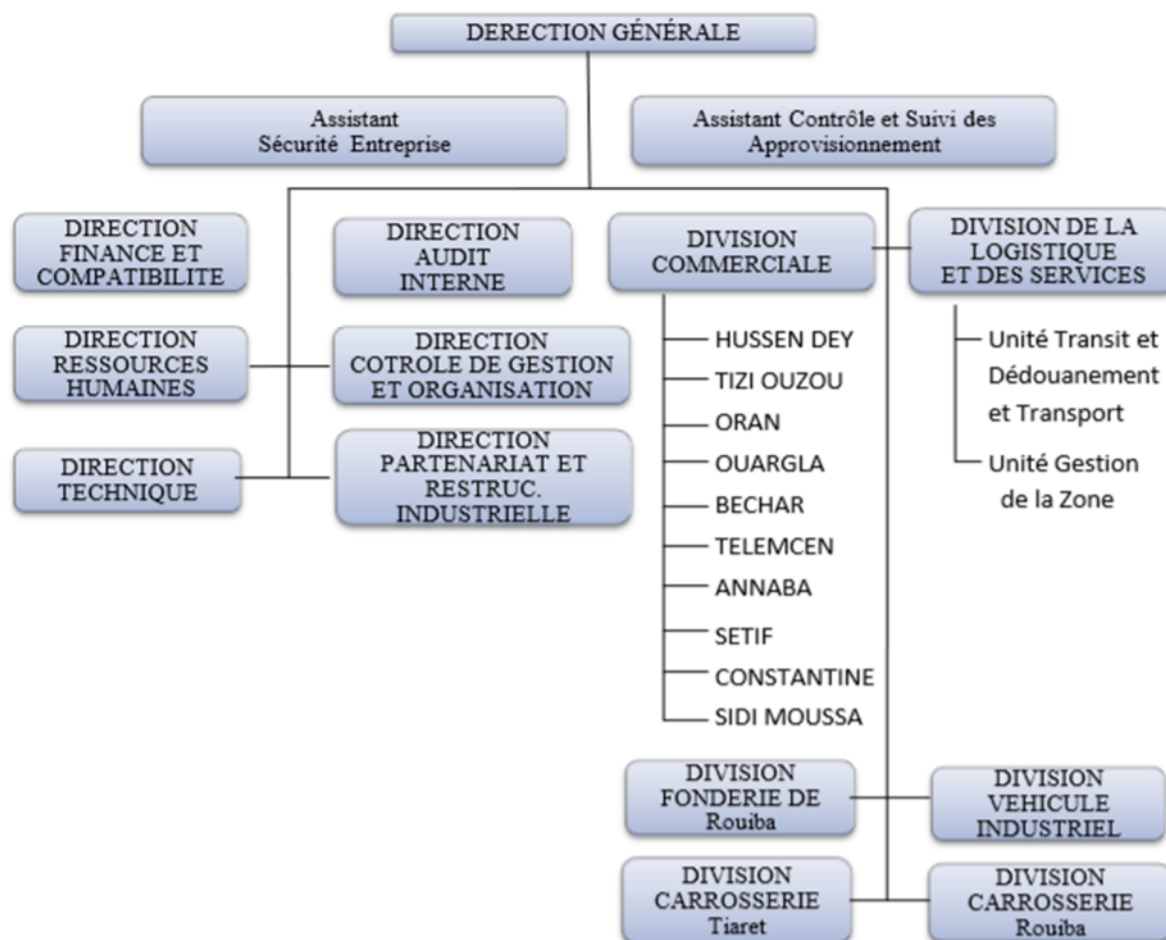 DERECTION GÉNÉRALE
Assistant
Sécurité Entreprise
Assistant Contrôle et Suivi des
Approvisionnement
DIRECTION
FINANCE ET
COMPATIBILITE
DIRECTION
AUDIT
INTERNE
DIVISION
COMMERCIALE
DIVISION DE LA
LOGISTIQUE
ET DES SERVICES
DIRECTION
RESSOURCES
HUMAINES
DIRECTION
COTROLE DE GESTION
ET ORGANISATION
DIRECTION
TECHNIQUE
DIRECTION
PARTENARIAT ET
RESTRUC.
INDUSTRIELLE
HUSSEN DEY
TIZI OUZOU
ORAN
OUARGLA
BECHAR
TELEMCEN
ANNABA
SETIF
CONSTANTINE
SIDI MOUSSA
Unité Transit et
Dédouanement
et Transport
Unité Gestion
de la Zone
DIVISION
FONDERIE DE
Rouiba
DIVISION
VEHICULE
INDUSTRIEL
DIVISION
CARROSSERIE
Tiaret
DIVISION
CARROSSERIE
Rouiba